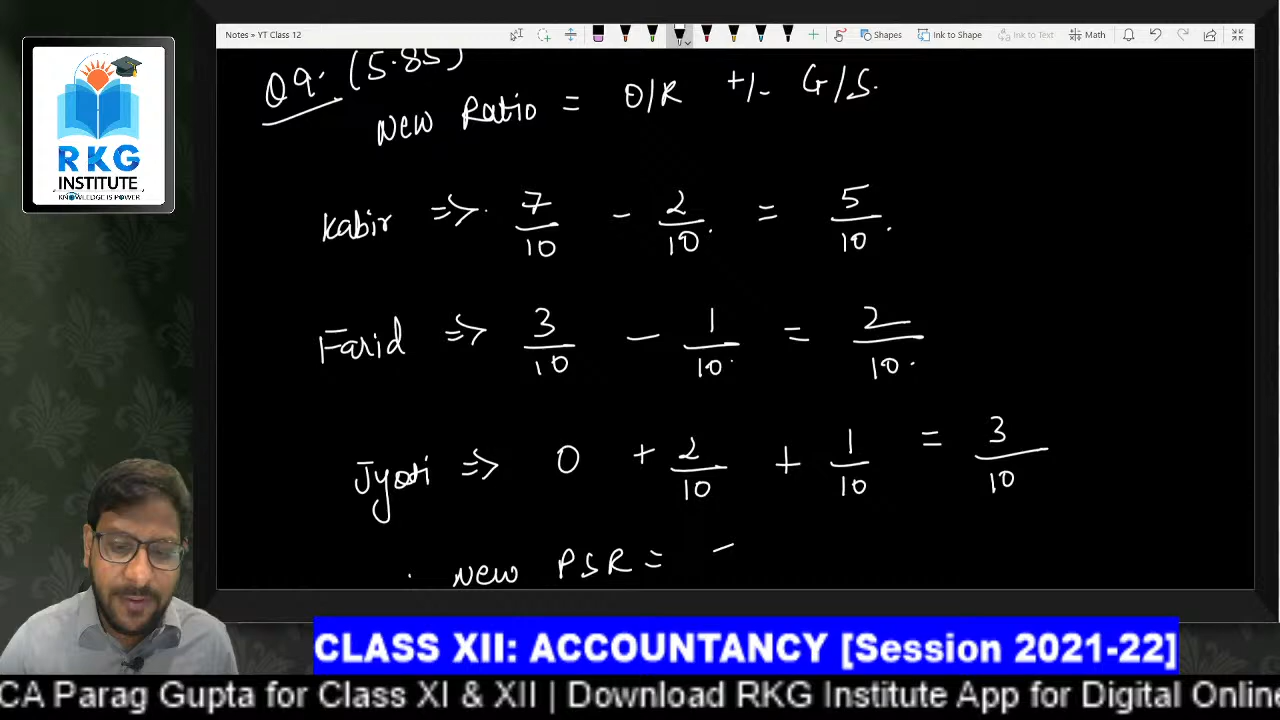 Notes » YT Class 12
Shapes
Ink to Shape
Ink to Text
Math
RKG
INSTITUTE
KNOWLEDGE IS POWER
Q9. (5.85)
New Ratio = O/R +/- G/S.
Kabir => 7/10 - 2/10 = 5/10
Farid => 3/10 - 1/10 = 2/10
Jyoti => 0 + 2/10 + 1/10 = 3/10
New PSR =
CLASS XII: ACCOUNTANCY [Session 2021-22]
CA Parag Gupta for Class XI & XII | Download RKG Institute App for Digital Online